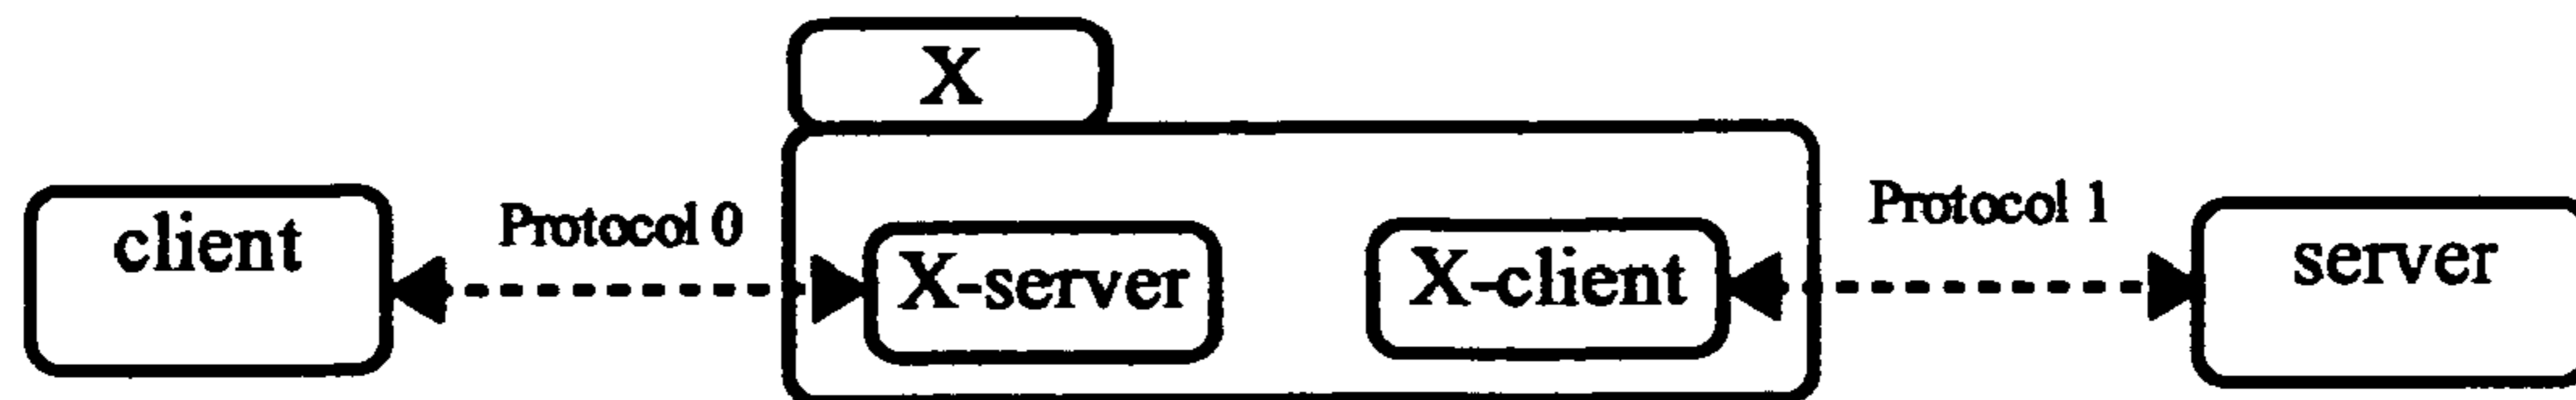 X
client
Protocol 0
X-server
X-client
Protocol 1
server